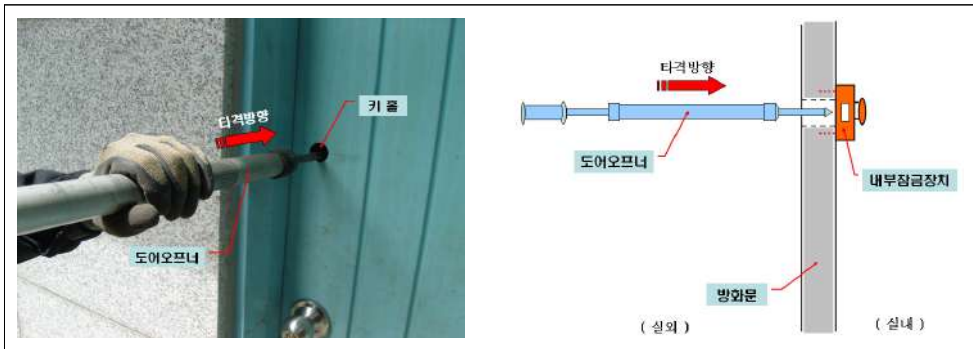 타격방향
키 홀
도어오프너
타격방향
도어오프너
내부잠금장치
방화문
( 실외 )
( 실내 )